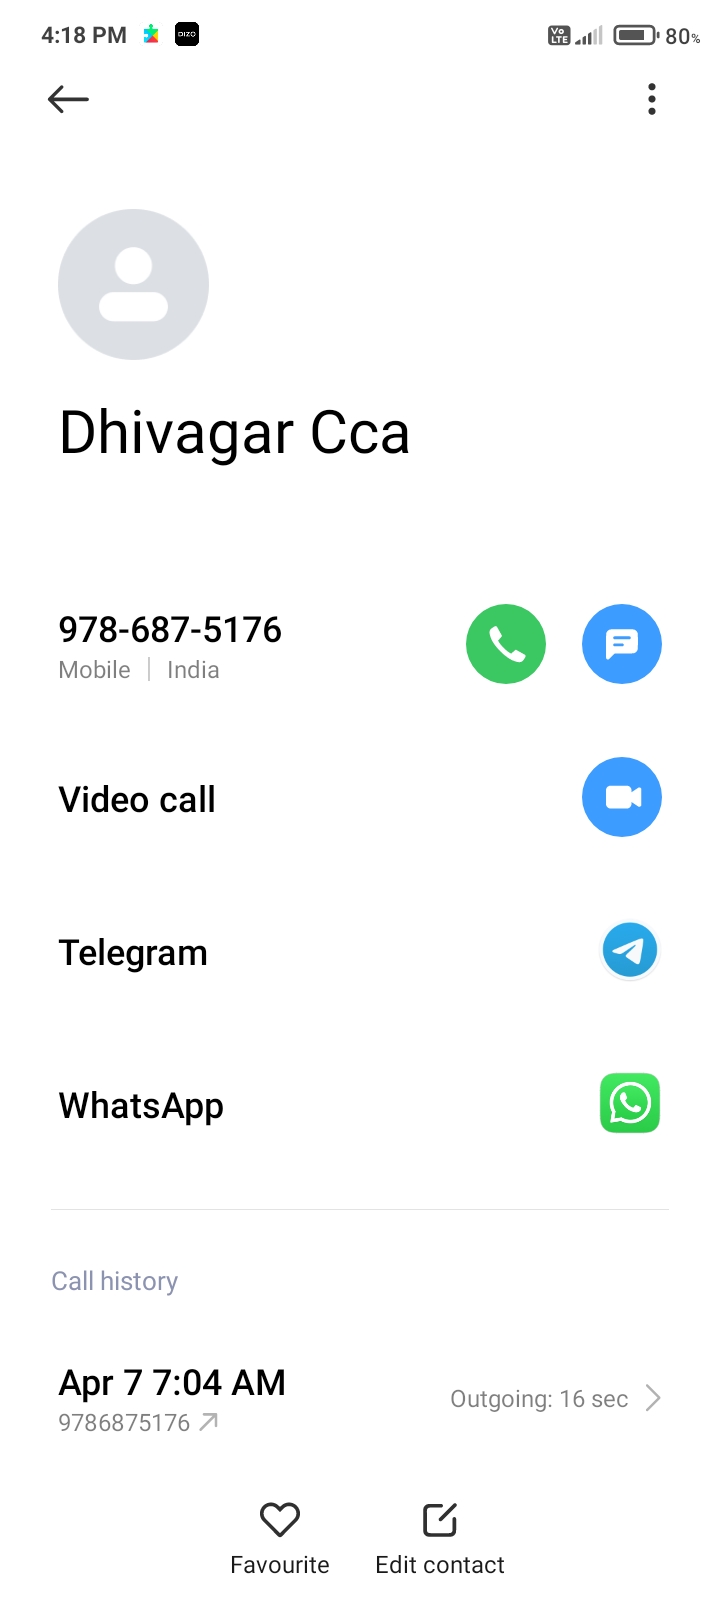 4:18 PM DIZO Vo LTE 80%
Dhivagar Cca
978-687-5176
Mobile | India
Video call
Telegram
WhatsApp
Call history
Apr 7 7:04 AM
9786875176
Outgoing: 16 sec
Favourite Edit contact